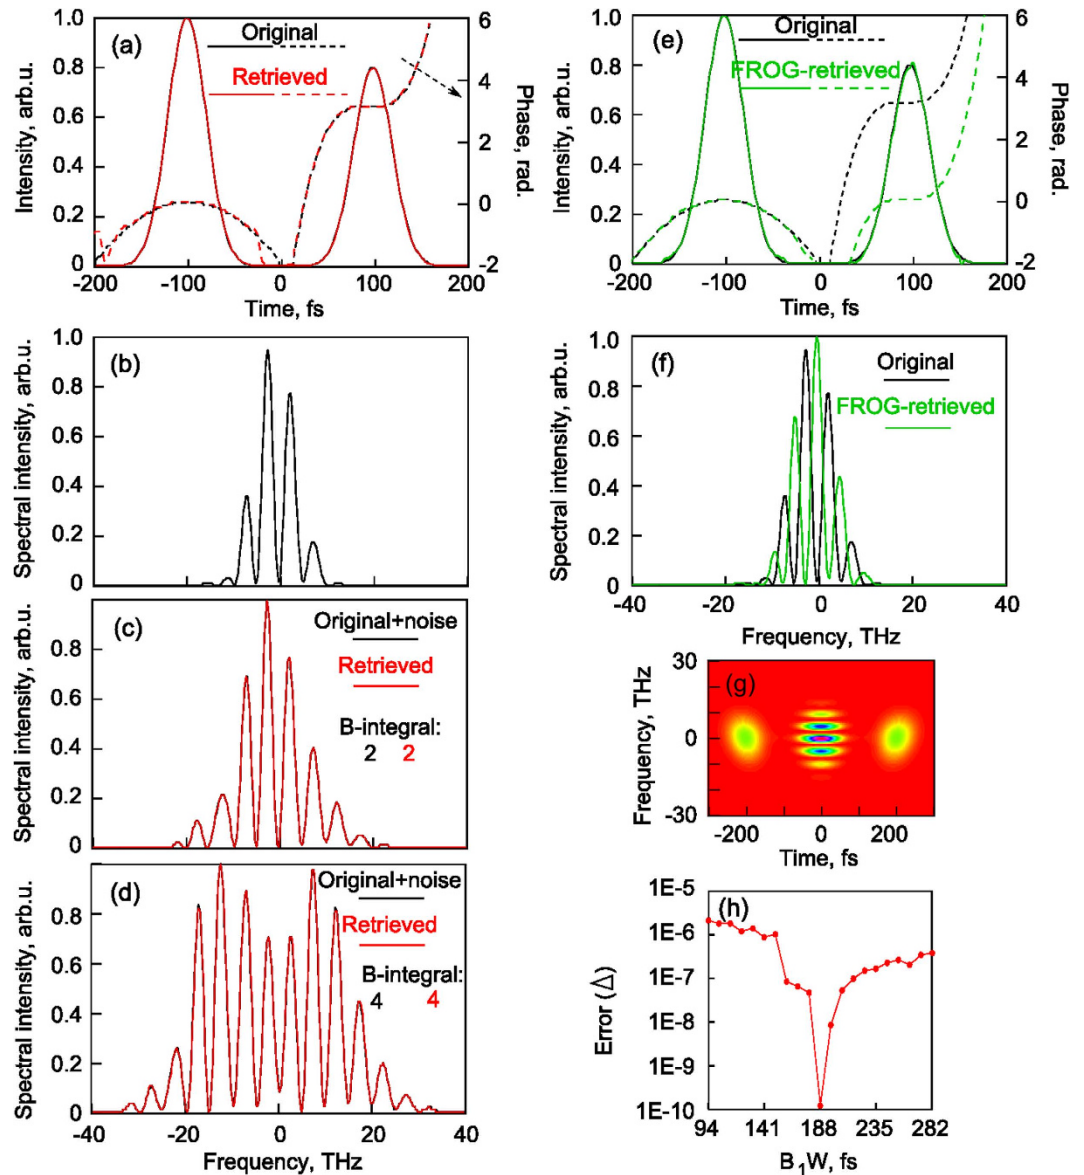 (a)
Original
Retrieved
Intensity, arb.u.
1.0
0.8
0.6
0.4
0.2
0
6
4
2
0
-2
Phase, rad.
-200 -100 0 100 200
Time, fs
(e)
Original
FROG-retrieved
Intensity, arb.u.
1.0
0.8
0.6
0.4
0.2
0
6
4
2
0
-2
Phase, rad.
-200 -100 0 100 200
Time, fs
(b)
Spectral intensity, arb.u.
1.0
0.8
0.6
0.4
0.2
0
(f)
Original
FROG-retrieved
Spectral intensity, arb.u.
1.0
0.8
0.6
0.4
0.2
0
-40 -20 0 20 40
Frequency, THz
(c)
Original+noise
Retrieved
B-integral:
2 2
Spectral intensity, arb.u.
0.8
0.6
0.4
0.2
0
-40 -20 0 20 40
(g)
Frequency, THz
30
0
-30
-200 0 200
Time, fs
(d)
Original+noise
Retrieved
B-integral:
4 4
Spectral intensity, arb.u.
1.0
0.8
0.6
0.4
0.2
0
-40 -20 0 20 40
Frequency, THz
(h)
Error (Δ)
1E-5
1E-6
1E-7
1E-8
1E-9
1E-10
94 141 188 235 282
B₁W, fs